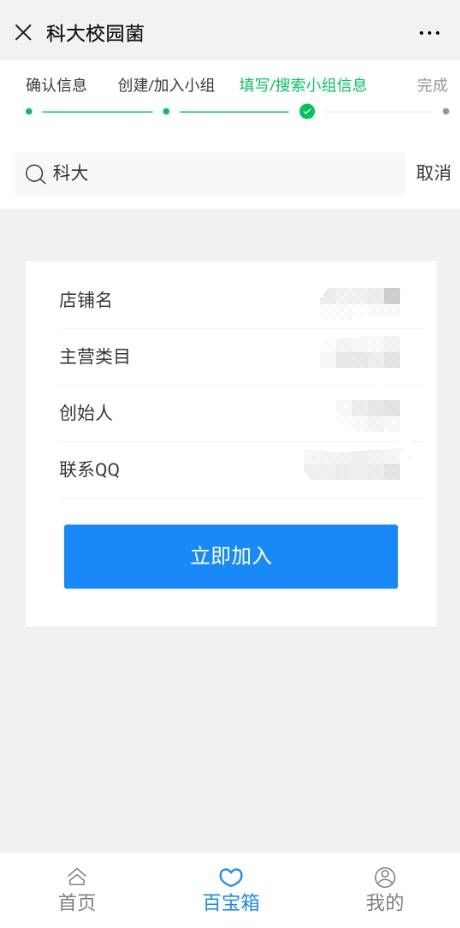 科大校园菌
确认信息 创建/加入小组 填写/搜索小组信息 完成
科大 取消
店铺名
主营类目
创始人
联系QQ
立即加入
首页 百宝箱 我的